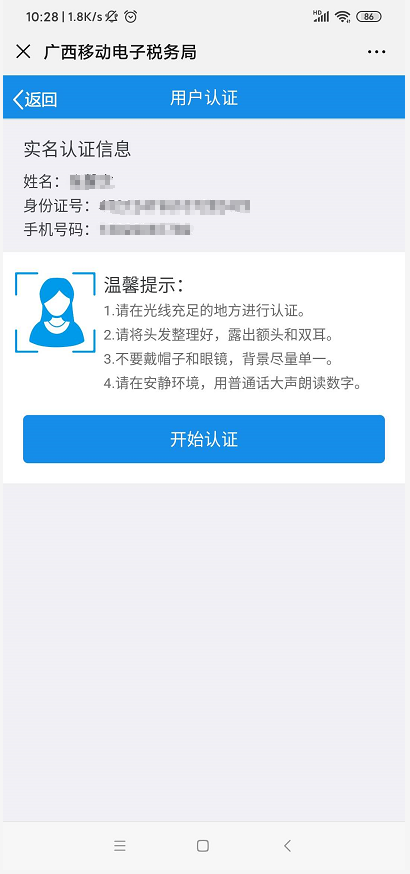 10:28 | 1.8K/s
HD
86
广西移动电子税务局
返回
用户认证
实名认证信息
姓名：
身份证号：
手机号码：
温馨提示：
1.请在光线充足的地方进行认证。
2.请将头发整理好，露出额头和双耳。
3.不要戴帽子和眼镜，背景尽量单一。
4.请在安静环境，用普通话大声朗读数字。
开始认证